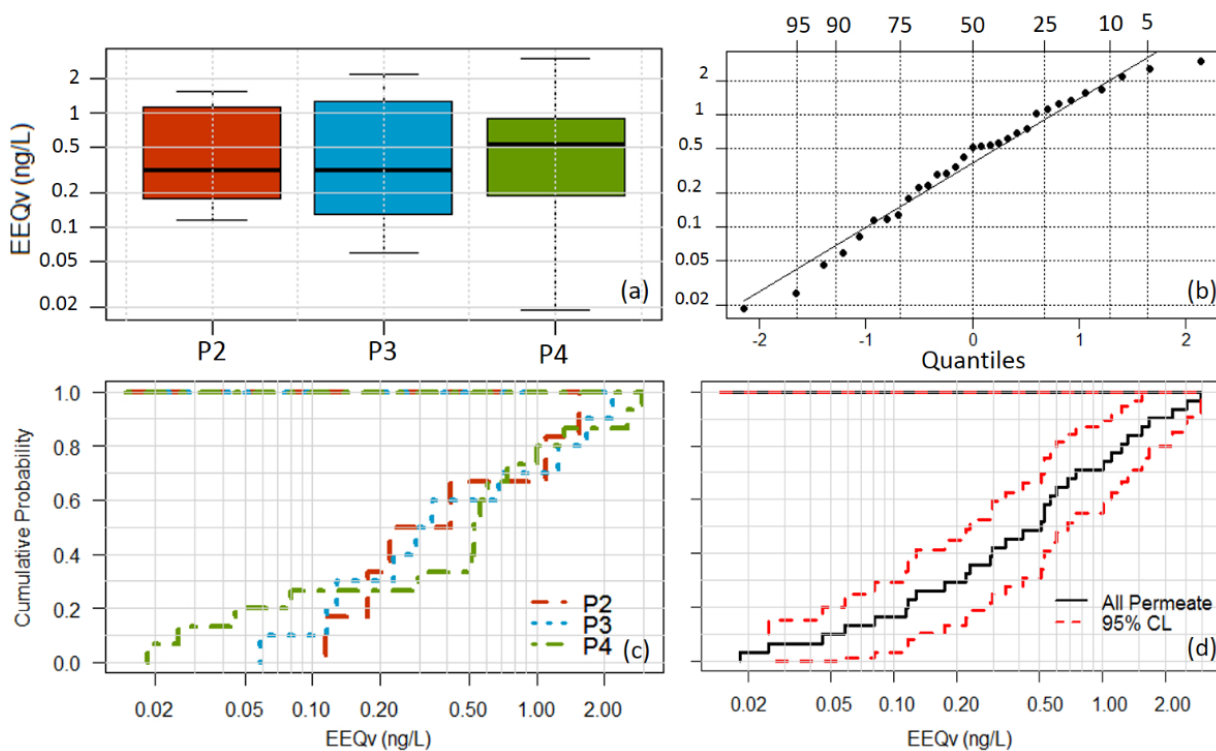 95 90 75 50 25 10 5
EEQv (ng/L)
2
1
0.5
0.2
0.1
0.05
0.02
(a)
P2 P3 P4
2
1
0.5
0.2
0.1
0.05
0.02
(b)
-2 -1 0 1 2
Quantiles
Cumulative Probability
1.0
0.8
0.6
0.4
0.2
0.0
P2
P3
P4
(c)
0.02 0.05 0.10 0.20 0.50 1.00 2.00
EEQv (ng/L)
All Permeate
95% CL
(d)
0.02 0.05 0.10 0.20 0.50 1.00 2.00
EEQv (ng/L)